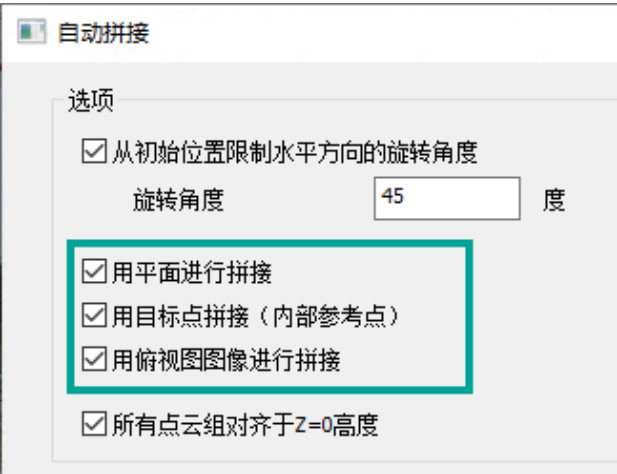 自动拼接
选项
从初始位置限制水平方向的旋转角度
旋转角度 45 度
用平面进行拼接
用目标点拼接（内部参考点）
用俯视图图像进行拼接
所有点云组对齐于Z=0高度